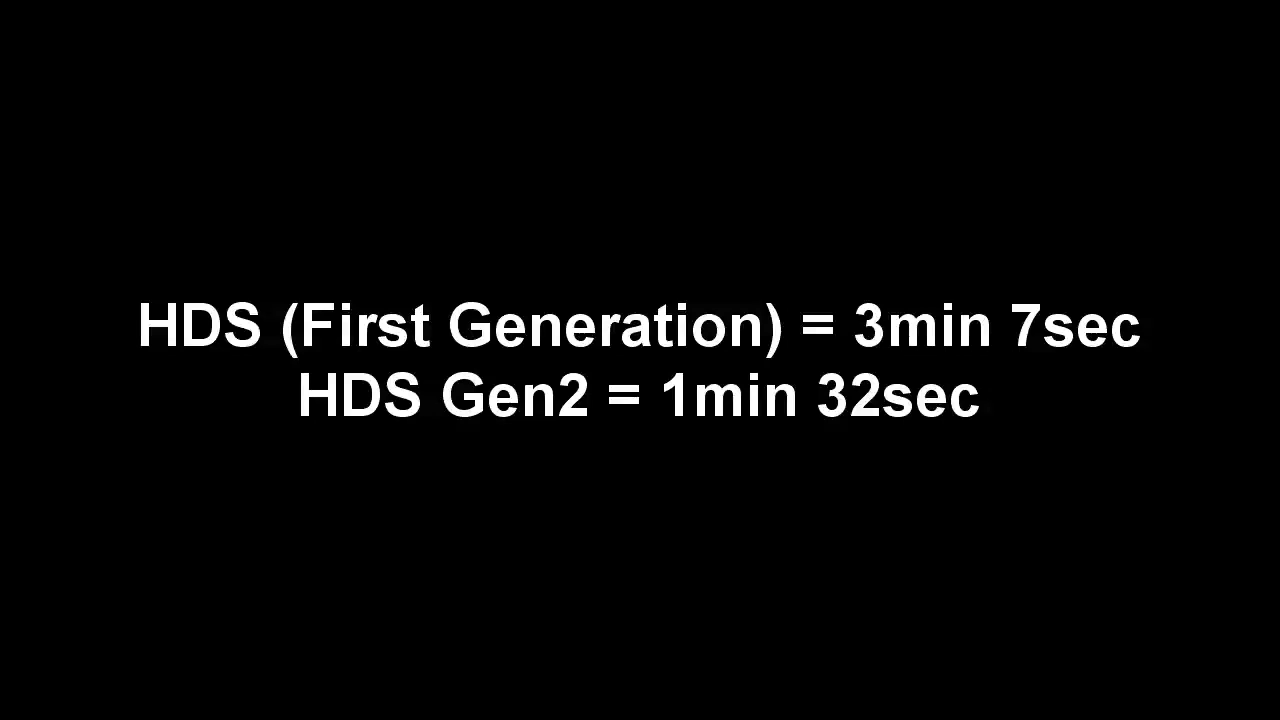 HDS (First Generation) = 3min 7sec
HDS Gen2 = 1min 32sec